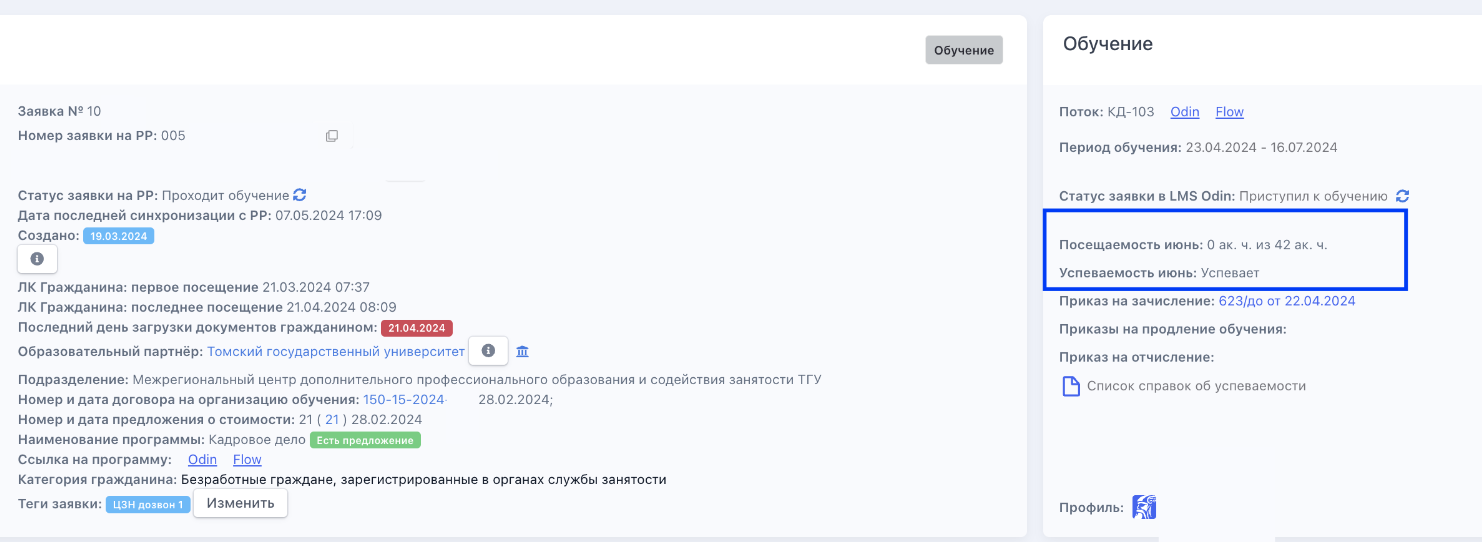 Обучение
Заявка № 10
Номер заявки на РР: 005
Статус заявки на РР: Проходит обучение
Дата последней синхронизации с РР: 07.05.2024 17:09
Создано: 19.03.2024
ЛК Гражданина: первое посещение 21.03.2024 07:37
ЛК Гражданина: последнее посещение 21.04.2024 08:09
Последний день загрузки документов гражданином: 21.04.2024
Образовательный партнёр: Томский государственный университет
Подразделение: Межрегиональный центр дополнительного профессионального образования и содействия занятости ТГУ
Номер и дата договора на организацию обучения: 150-15-2024- 28.02.2024;
Номер и дата предложения о стоимости: 21 ( 21 ) 28.02.2024
Наименование программы: Кадровое дело Есть предложение
Ссылка на программу: Odin Flow
Категория гражданина: Безработные граждане, зарегистрированные в органах службы занятости
Теги заявки: ЦЗН дозвон 1 Изменить
Обучение
Поток: КД-103 Odin Flow
Период обучения: 23.04.2024 - 16.07.2024
Статус заявки в LMS Odin: Приступил к обучению
Посещаемость июнь: 0 ак. ч. из 42 ак. ч.
Успеваемость июнь: Успевает
Приказ на зачисление: 623/до от 22.04.2024
Приказы на продление обучения:
Приказ на отчисление:
Список справок об успеваемости
Профиль: